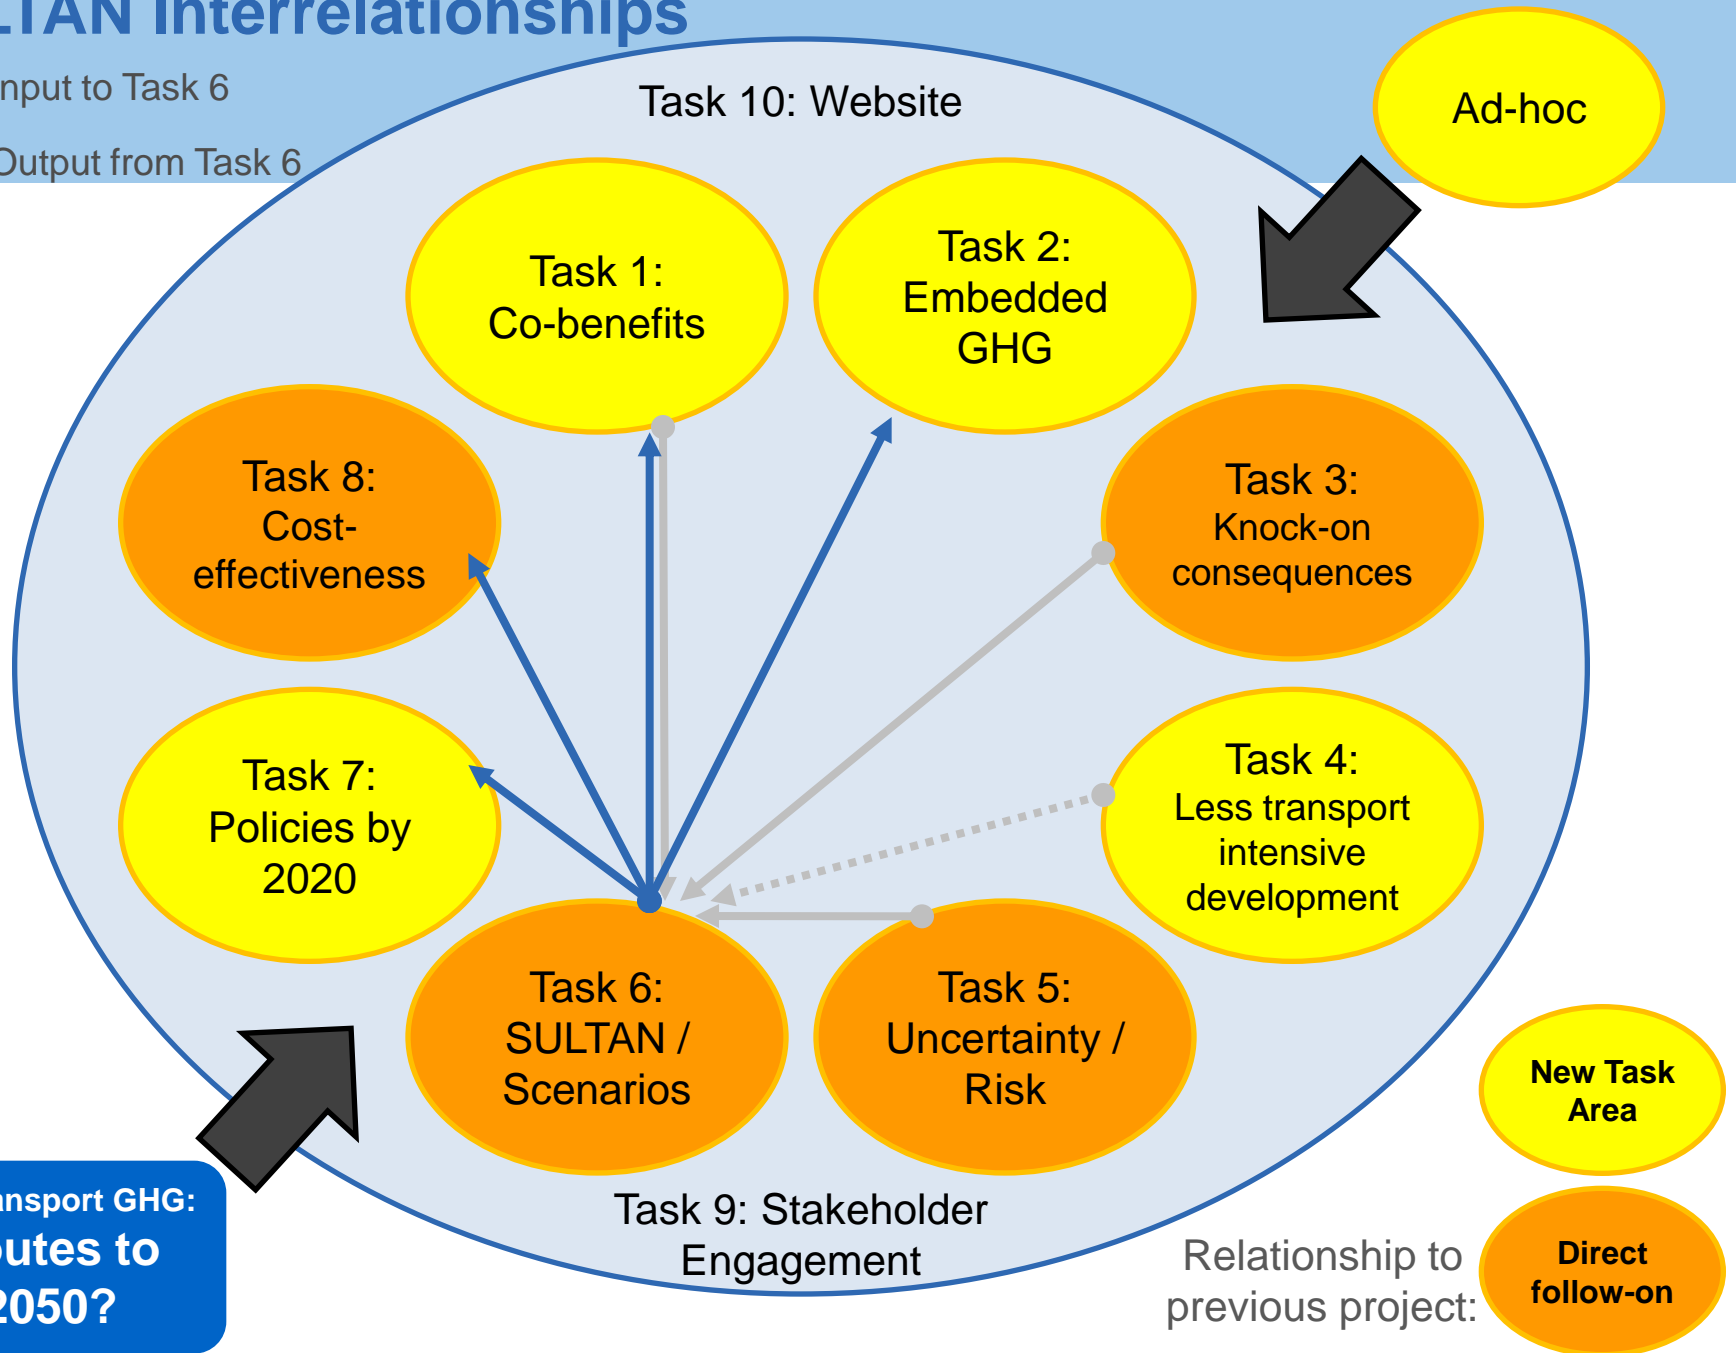 LTAN Interrelationships
nput to Task 6
Output from Task 6
Task 10: Website
Ad-hoc
Task 1:
Co-benefits
Task 2:
Embedded
GHG
Task 8:
Cost-
effectiveness
Task 3:
Knock-on
consequences
Task 7:
Policies by
2020
Task 4:
Less transport
intensive
development
Task 6:
SULTAN /
Scenarios
Task 5:
Uncertainty /
Risk
Task 9: Stakeholder
Engagement
ansport GHG:
outes to
2050?
Relationship to
previous project:
New Task
Area
Direct
follow-on